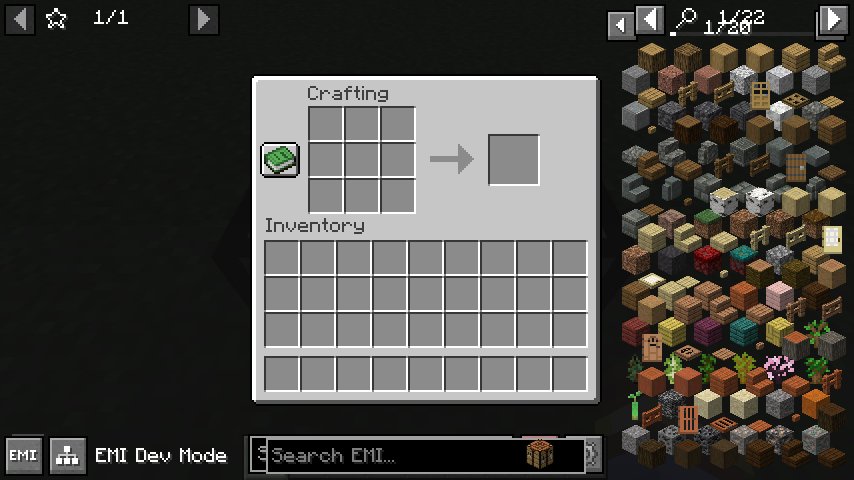 1/1
1/22
1/20
Crafting
Inventory
EMI
EMI Dev Mode
Search EMI...